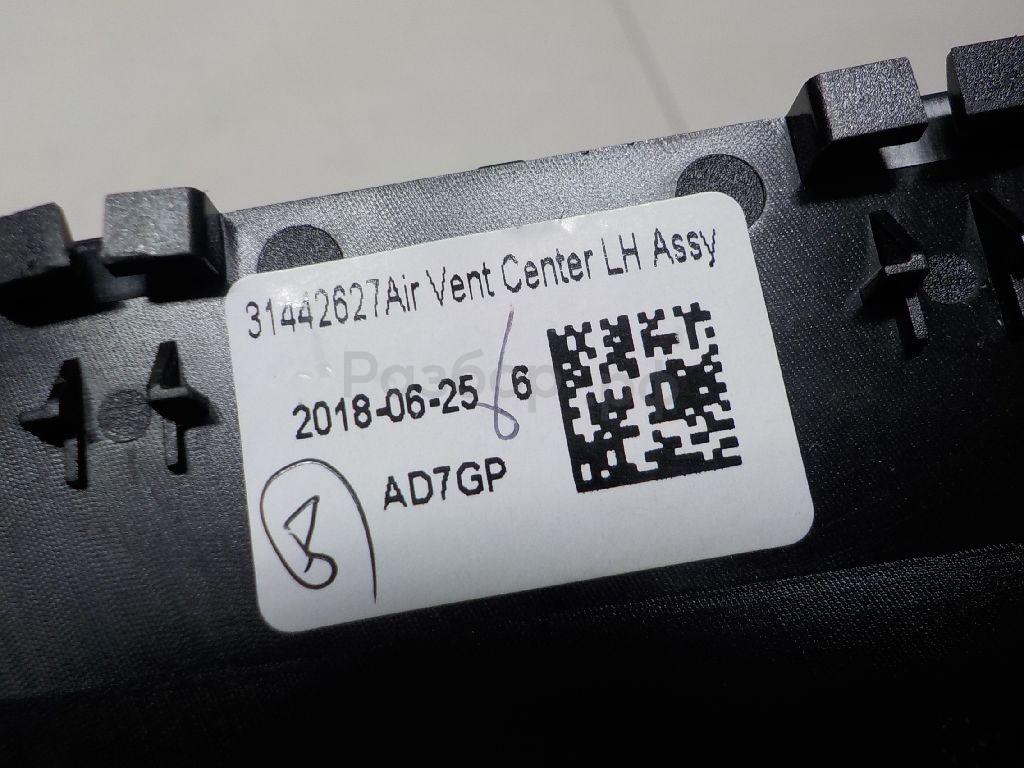 31442627Air Vent Center LH Assy
2018-06-25 6
AD7GP